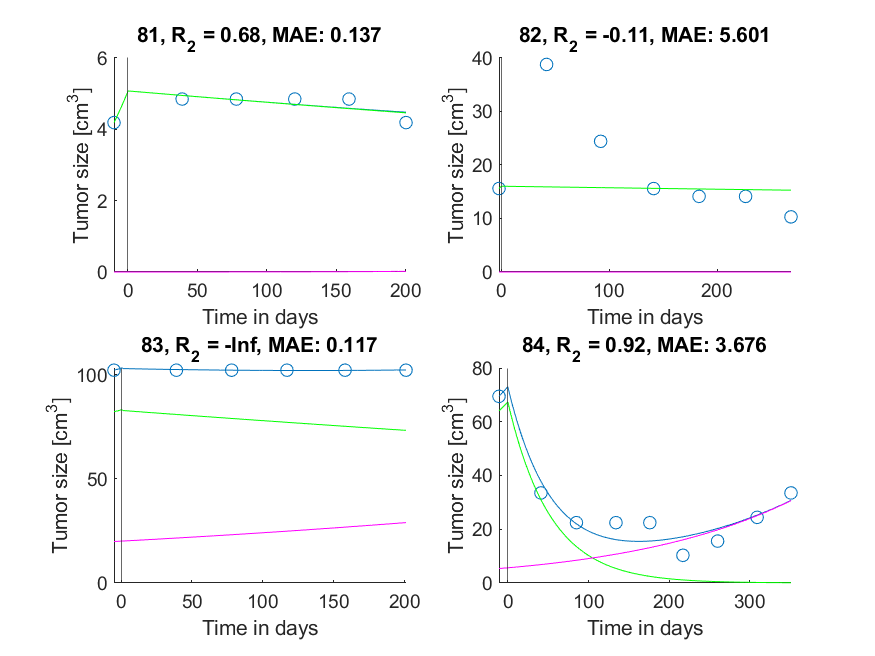 81, R2 = 0.68, MAE: 0.137
82, R2 = -0.11, MAE: 5.601
Tumor size [cm3]
6
4
2
0
0
50
100
150
200
Time in days
Tumor size [cm3]
40
30
20
10
0
0
100
200
Time in days
83, R2 = -Inf, MAE: 0.117
84, R2 = 0.92, MAE: 3.676
Tumor size [cm3]
100
50
0
0
50
100
150
200
Time in days
Tumor size [cm3]
80
60
40
20
0
0
100
200
300
Time in days